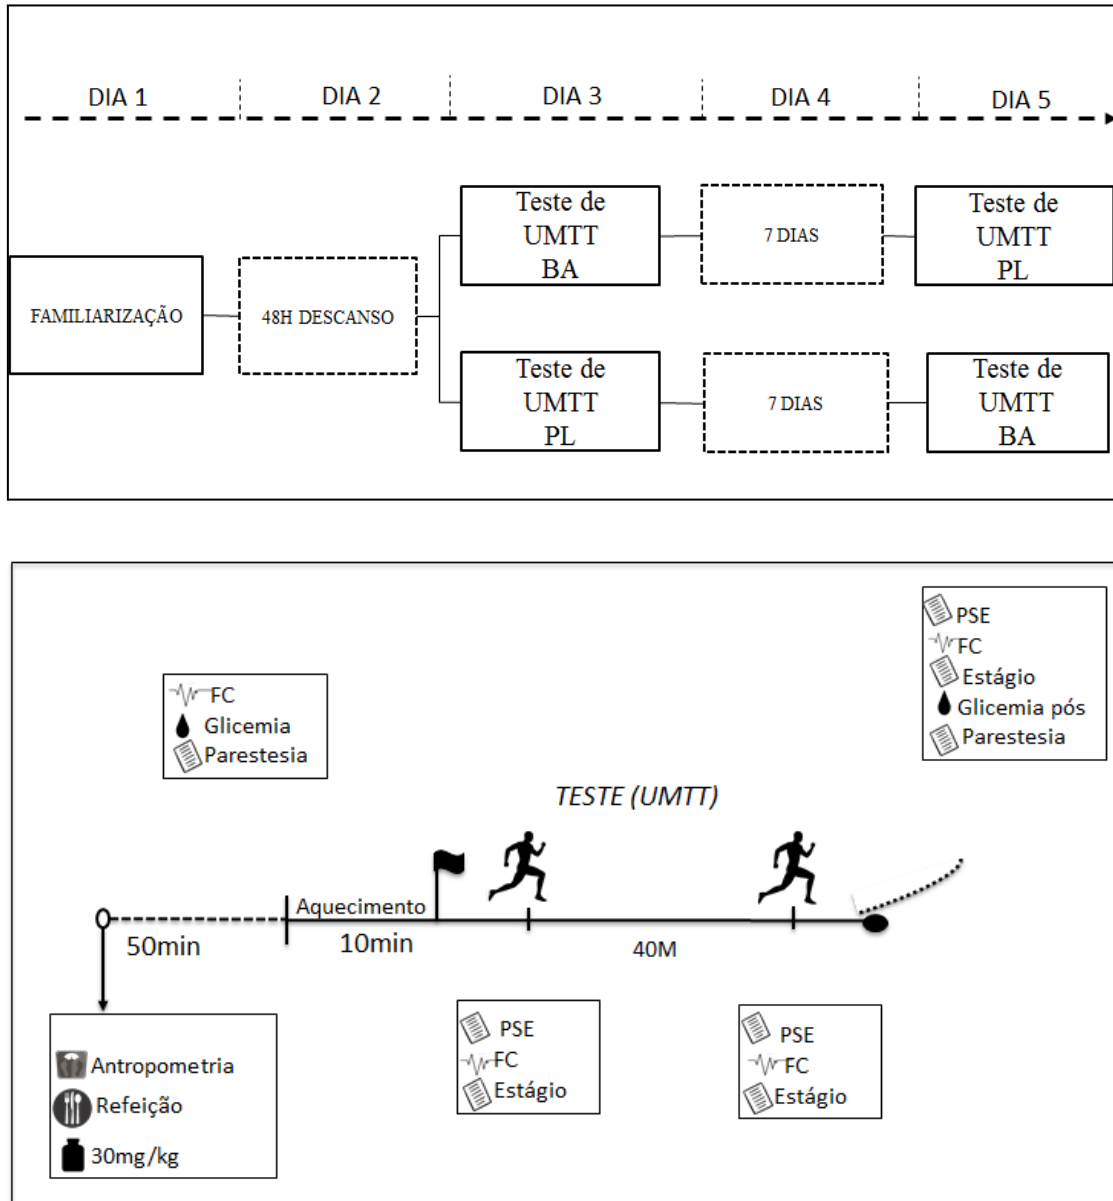 DIA 1
DIA 2
DIA 3
DIA 4
DIA 5
FAMILIARIZAÇÃO
48H DESCANSO
Teste de
UMTT
BA
7 DIAS
Teste de
UMTT
PL
Teste de
UMTT
PL
7 DIAS
Teste de
UMTT
BA
PSE
FC
Estágio
Glicemia pós
Parestesia
FC
Glicemia
Parestesia
TESTE (UMTT)
Aquecimento
50min
10min
40M
Antropometria
Refeição
30mg/kg
PSE
FC
Estágio
PSE
FC
Estágio